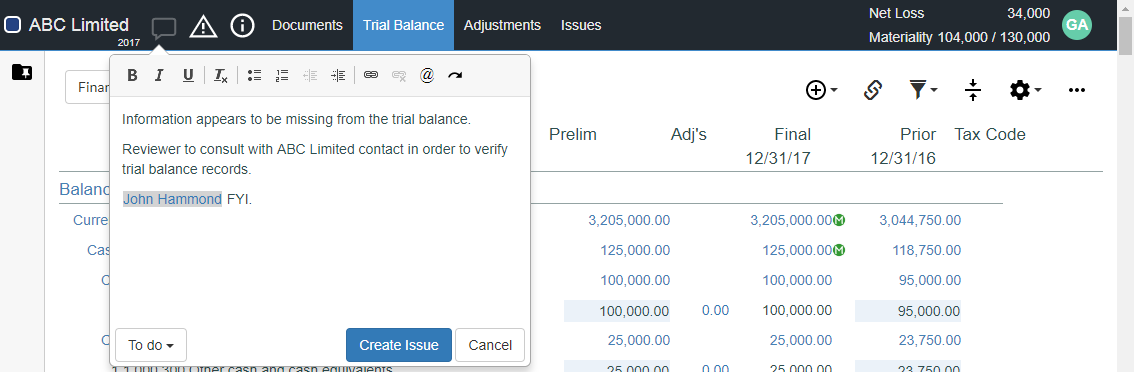 ABC Limited Documents Trial Balance Adjustments Issues Net Loss 34,000
2017 Materiality 104,000 / 130,000 GA
B I U Tx @
Information appears to be missing from the trial balance.
Reviewer to consult with ABC Limited contact in order to verify
trial balance records.
John Hammond FYI.
To do Create Issue Cancel
Prelim Adj's Final Prior Tax Code
12/31/17 12/31/16
3,205,000.00 3,205,000.00 M 3,044,750.00
125,000.00 125,000.00 M 118,750.00
100,000.00 100,000.00 95,000.00
100,000.00 0.00 100,000.00 95,000.00
25,000.00 25,000.00 23,750.00
1.1.000.300 Other cash and cash equivalents 25,000.00 0.00 25,000.00 23,750.00